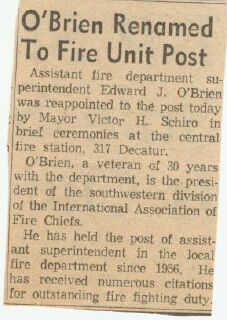 O'Brien Renamed
To Fire Unit Post
Assistant fire department su-
perintendent Edward J. O'Brien
was reappointed to the post today
by Mayor Victor H. Schiro in
brief ceremonies at the central
fire station, 317 Decatur.
O'Brien, a veteran of 30 years
with the department, is the presi-
dent of the southwestern division
of the International Association of
Fire Chiefs.
He has held the post of assist-
ant superintendent in the local
fire department since 1956. He
has received numerous citations
for outstanding fire fighting duty.